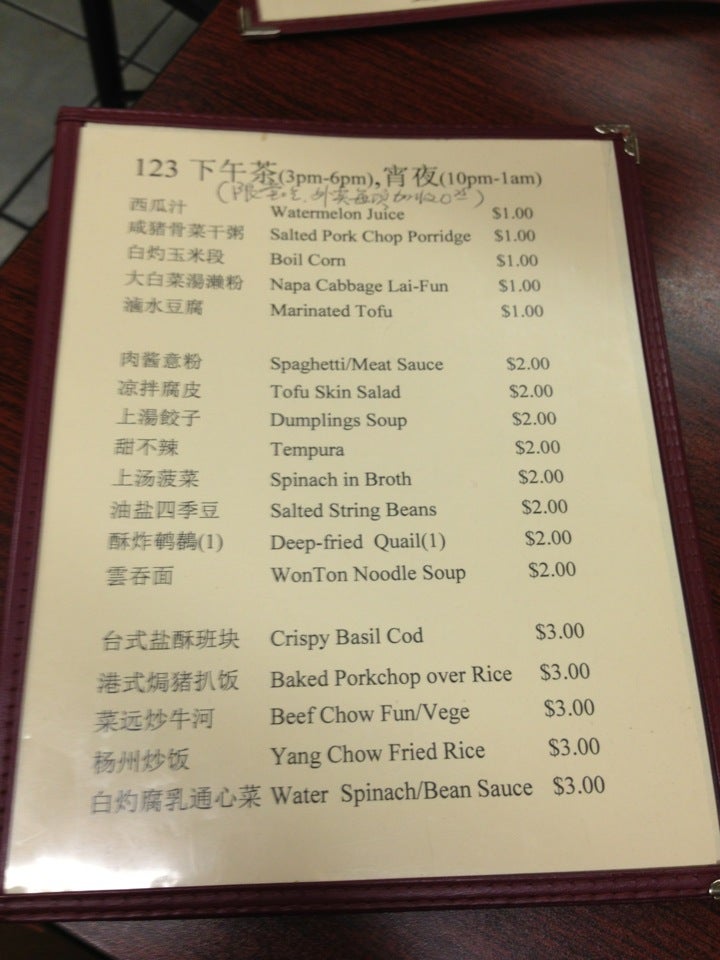 123 下午茶(3pm-6pm),宵夜(10pm-1am)
西瓜汁 Watermelon Juice $1.00
咸豬骨菜干粥 Salted Pork Chop Porridge $1.00
白灼玉米段 Boil Corn $1.00
大白菜湯濑粉 Napa Cabbage Lai-Fun $1.00
滷水豆腐 Marinated Tofu $1.00
肉酱意粉 Spaghetti/Meat Sauce $2.00
凉拌腐皮 Tofu Skin Salad $2.00
上湯餃子 Dumplings Soup $2.00
甜不辣 Tempura $2.00
上汤菠菜 Spinach in Broth $2.00
油盐四季豆 Salted String Beans $2.00
酥炸鹌鶉(1) Deep-fried Quail(1) $2.00
雲吞面 WonTon Noodle Soup $2.00
台式盐酥班块 Crispy Basil Cod $3.00
港式焗猪扒饭 Baked Porkchop over Rice $3.00
菜远炒牛河 Beef Chow Fun/Vege $3.00
杨州炒饭 Yang Chow Fried Rice $3.00
白灼腐乳通心菜 Water Spinach/Bean Sauce $3.00